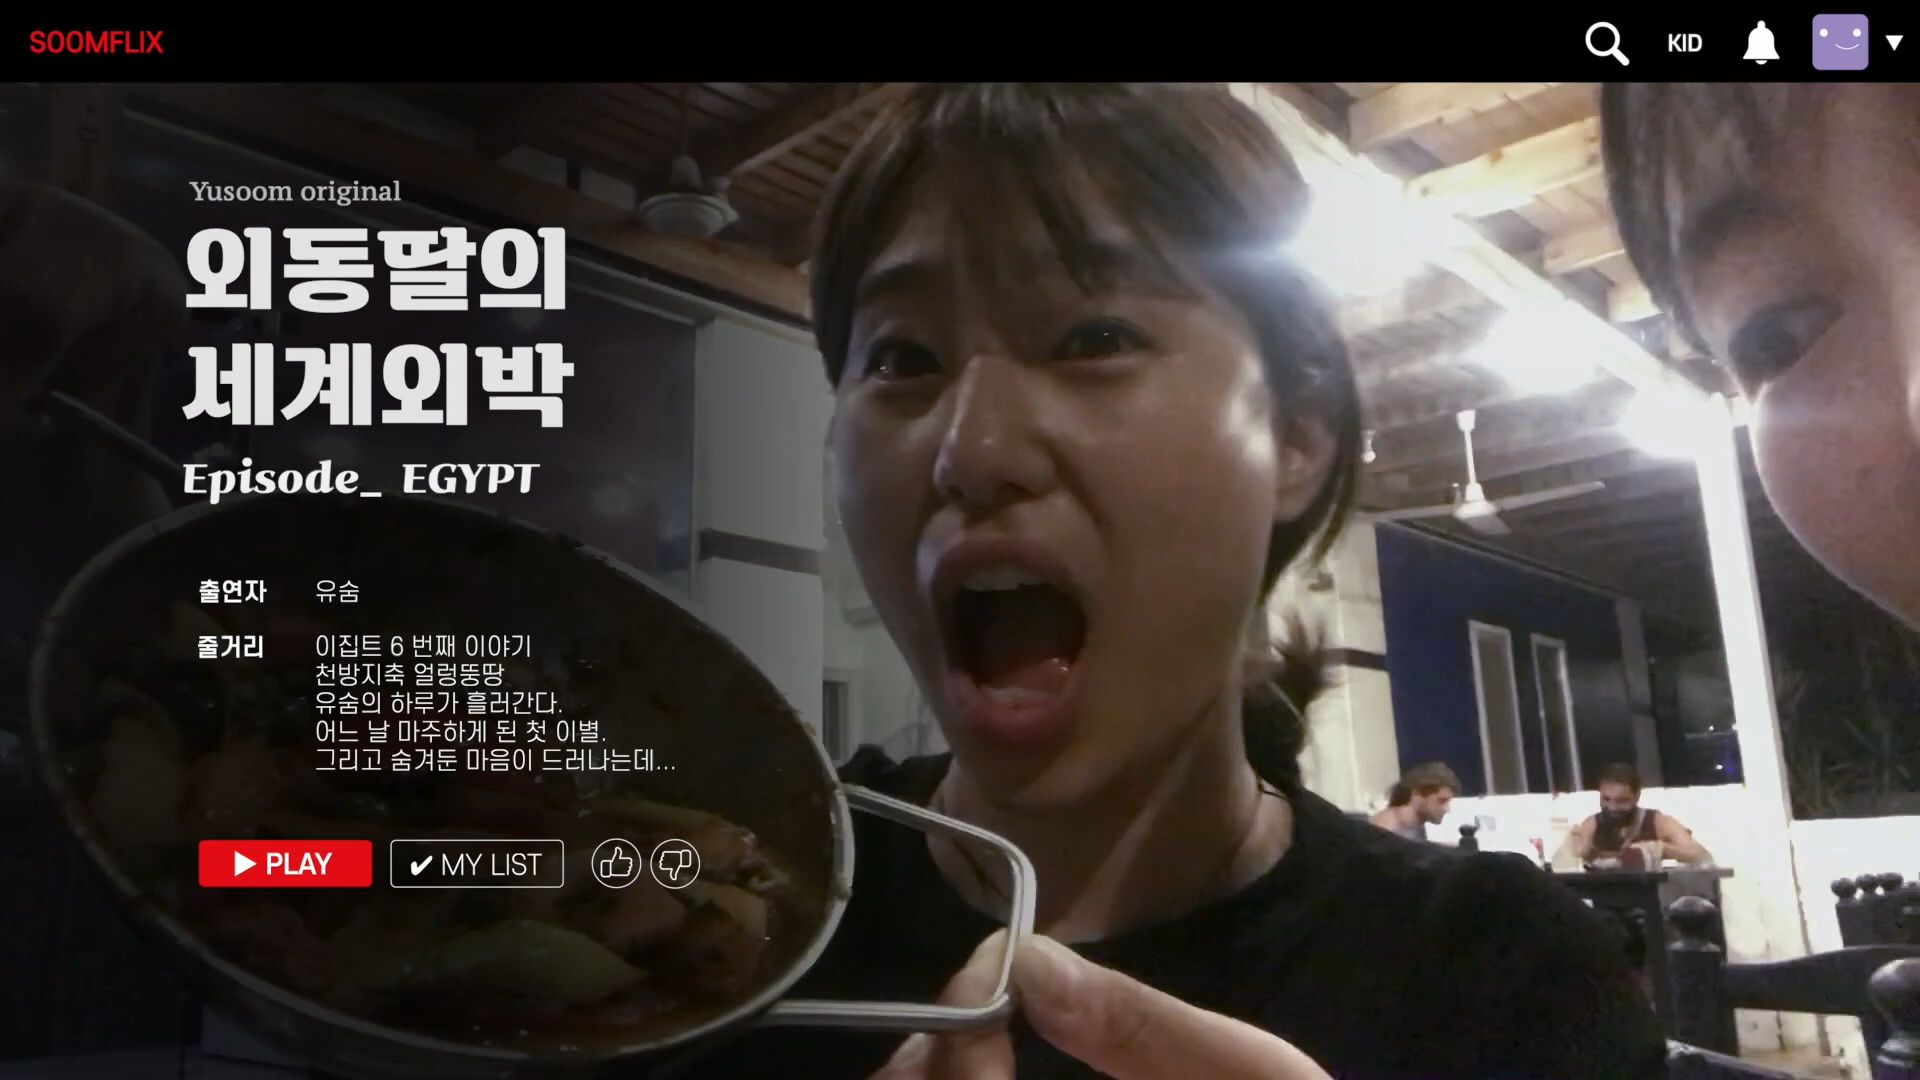 SOOMFLIX
KID
Yusoom original
외동딸의
세계외박
Episode_ EGYPT
출연자 유숨
줄거리 이집트 6 번째 이야기
천방지축 얼렁뚱땅
유숨의 하루가 흘러간다.
어느 날 마주하게 된 첫 이별.
그리고 숨겨둔 마음이 드러나는데...
PLAY
MY LIST